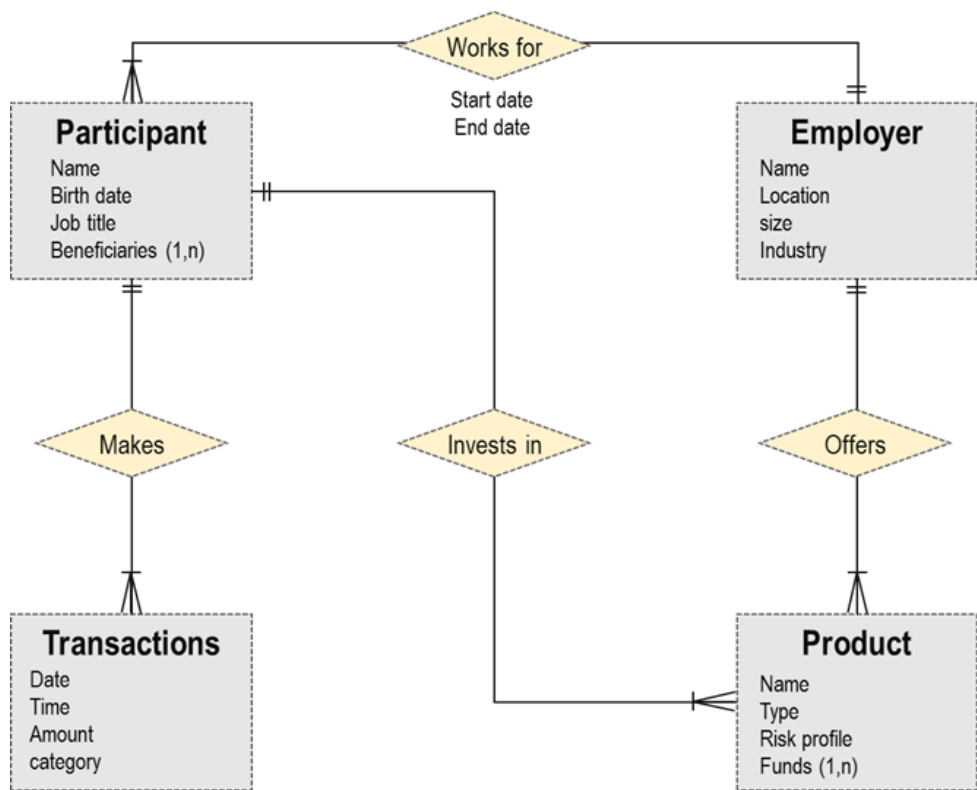 Works for
Start date
End date
Participant
Name
Birth date
Job title
Beneficiaries (1,n)
Employer
Name
Location
size
Industry
Makes
Invests in
Offers
Transactions
Date
Time
Amount
category
Product
Name
Type
Risk profile
Funds (1,n)